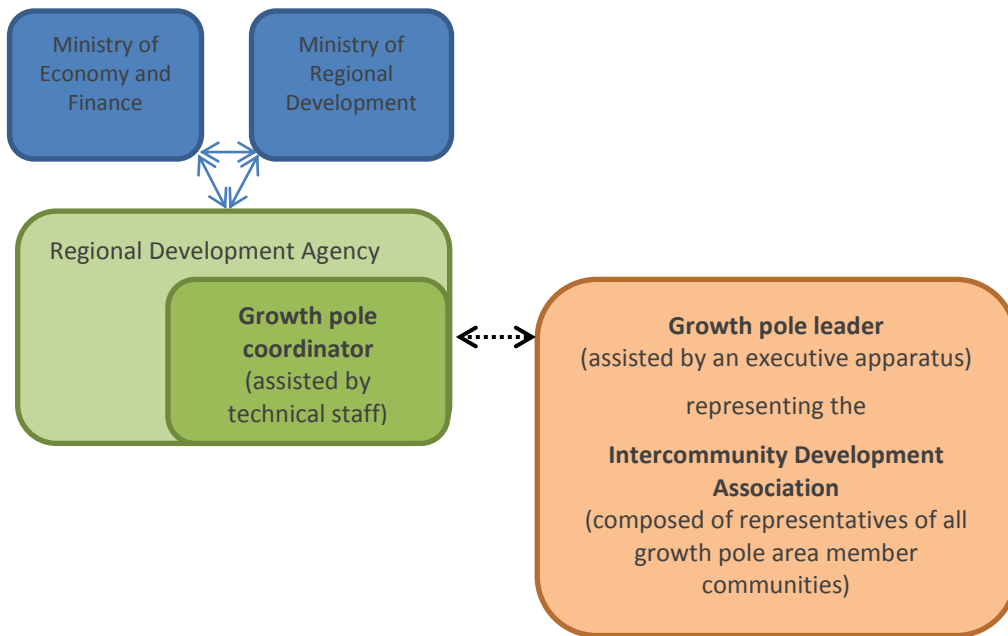 Ministry of
Economy and
Finance
Ministry of
Regional
Development
Regional Development Agency
Growth pole
coordinator
(assisted by
technical staff)
Growth pole leader
(assisted by an executive apparatus)
representing the
Intercommunity Development
Association
(composed of representatives of all
growth pole area member
communities)